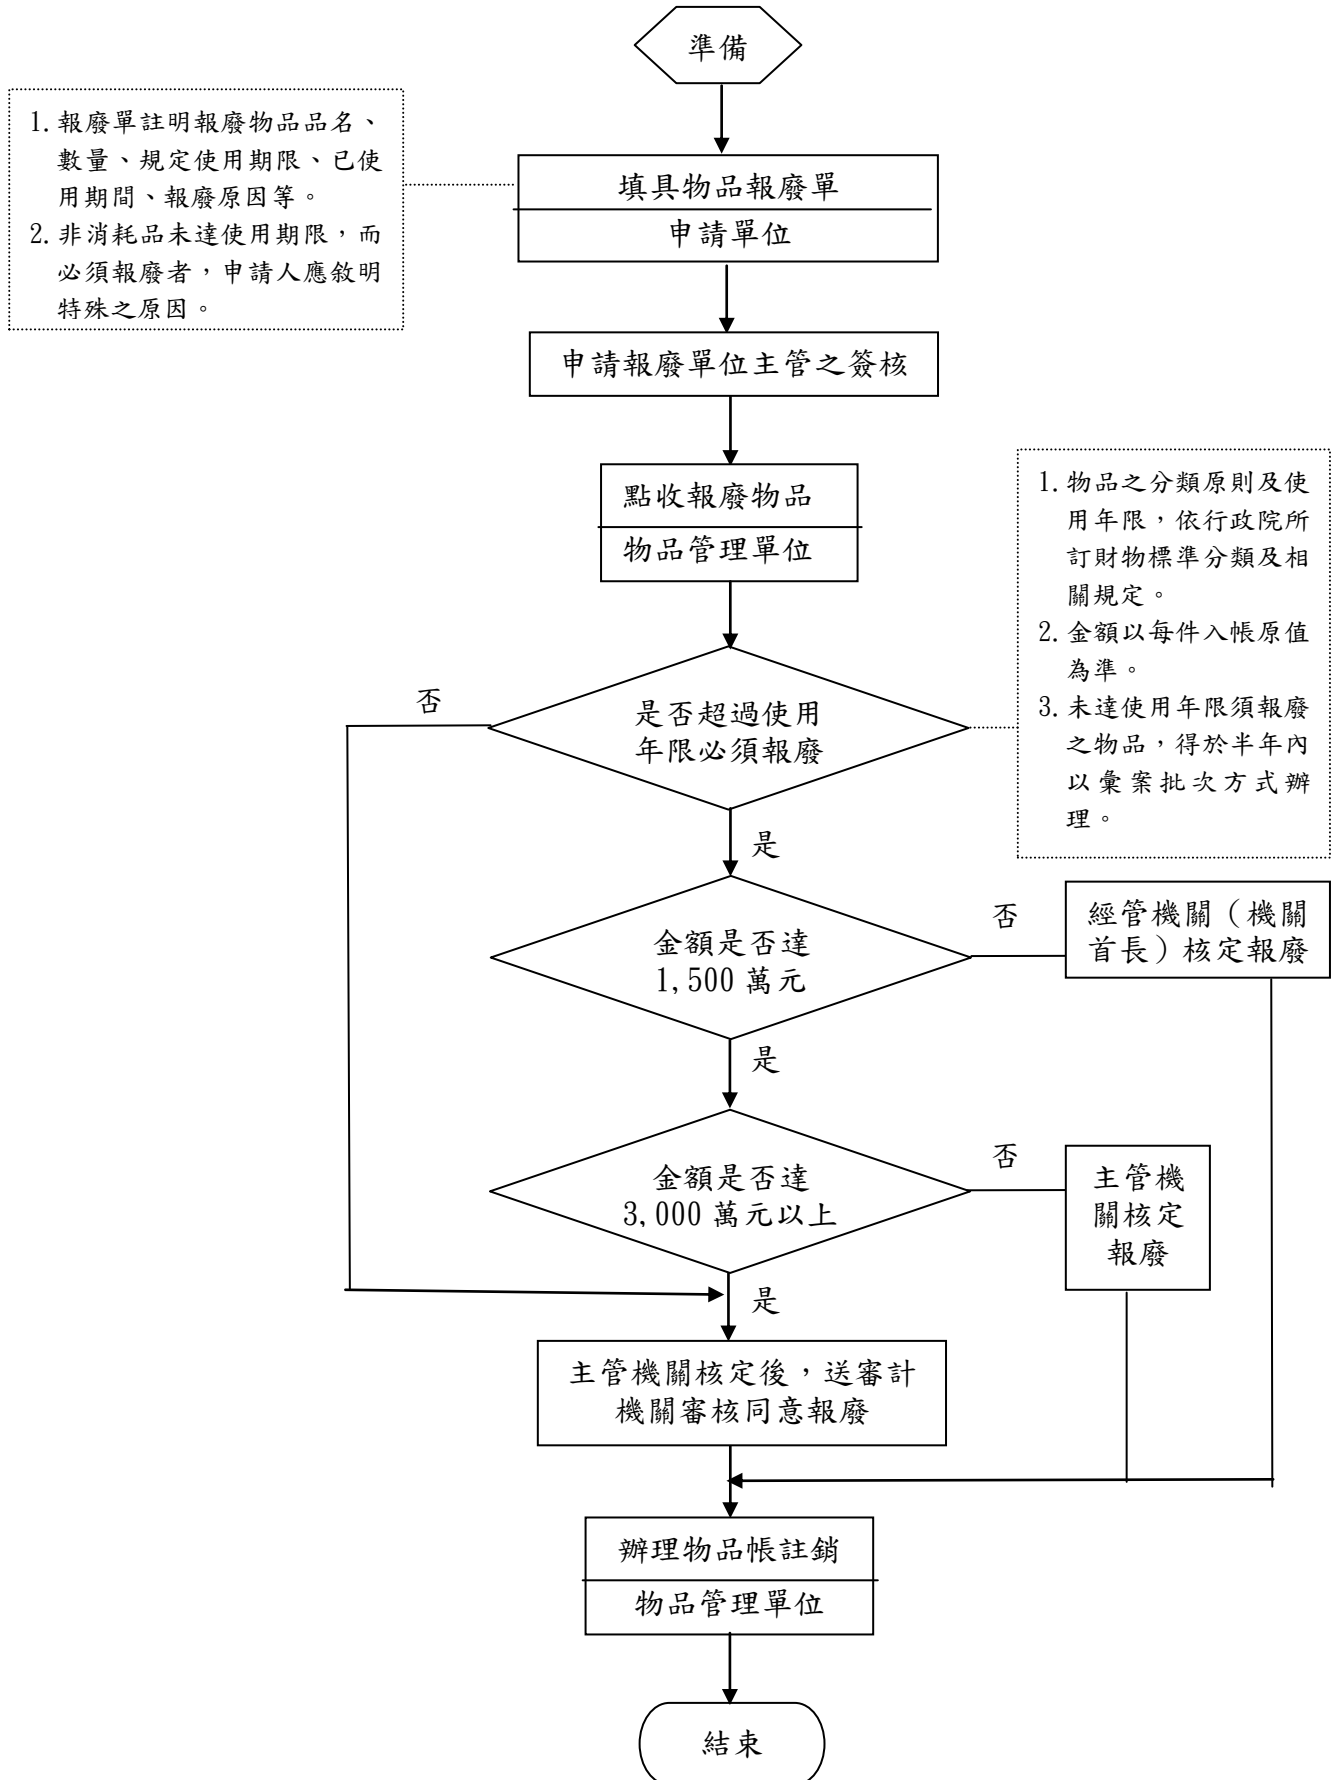 準備
1. 報廢單註明報廢物品品名、
數量、規定使用期限、已使
用期間、報廢原因等。
2. 非消耗品未達使用期限，而
必須報廢者，申請人應敘明
特殊之原因。
填具物品報廢單
申請單位
申請報廢單位主管之簽核
點收報廢物品
物品管理單位
1. 物品之分類原則及使
用年限，依行政院所
訂財物標準分類及相
關規定。
2. 金額以每件入帳原值
為準。
3. 未達使用年限須報廢
之物品，得於半年內
以彙案批次方式辦
理。
否
是否超過使用
年限必須報廢
是
金額是否達
1,500 萬元
否
經管機關（機關
首長）核定報廢
是
金額是否達
3,000 萬元以上
否
主管機
關核定
報廢
是
主管機關核定後，送審計
機關審核同意報廢
辦理物品帳註銷
物品管理單位
結束